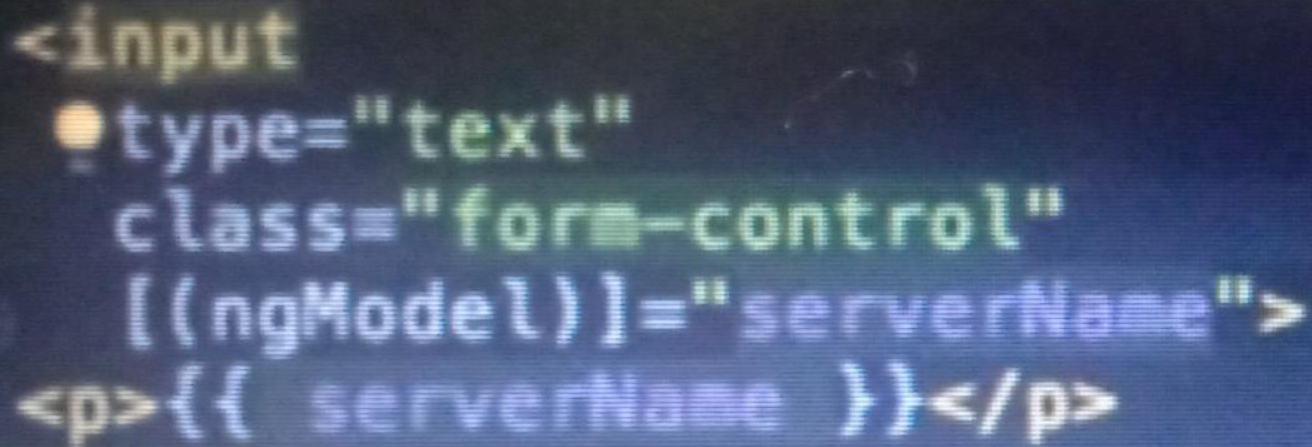 <input
type="text"
class="form-control"
[(ngModel)]="serverName">
<p>{{ serverName }}</p>